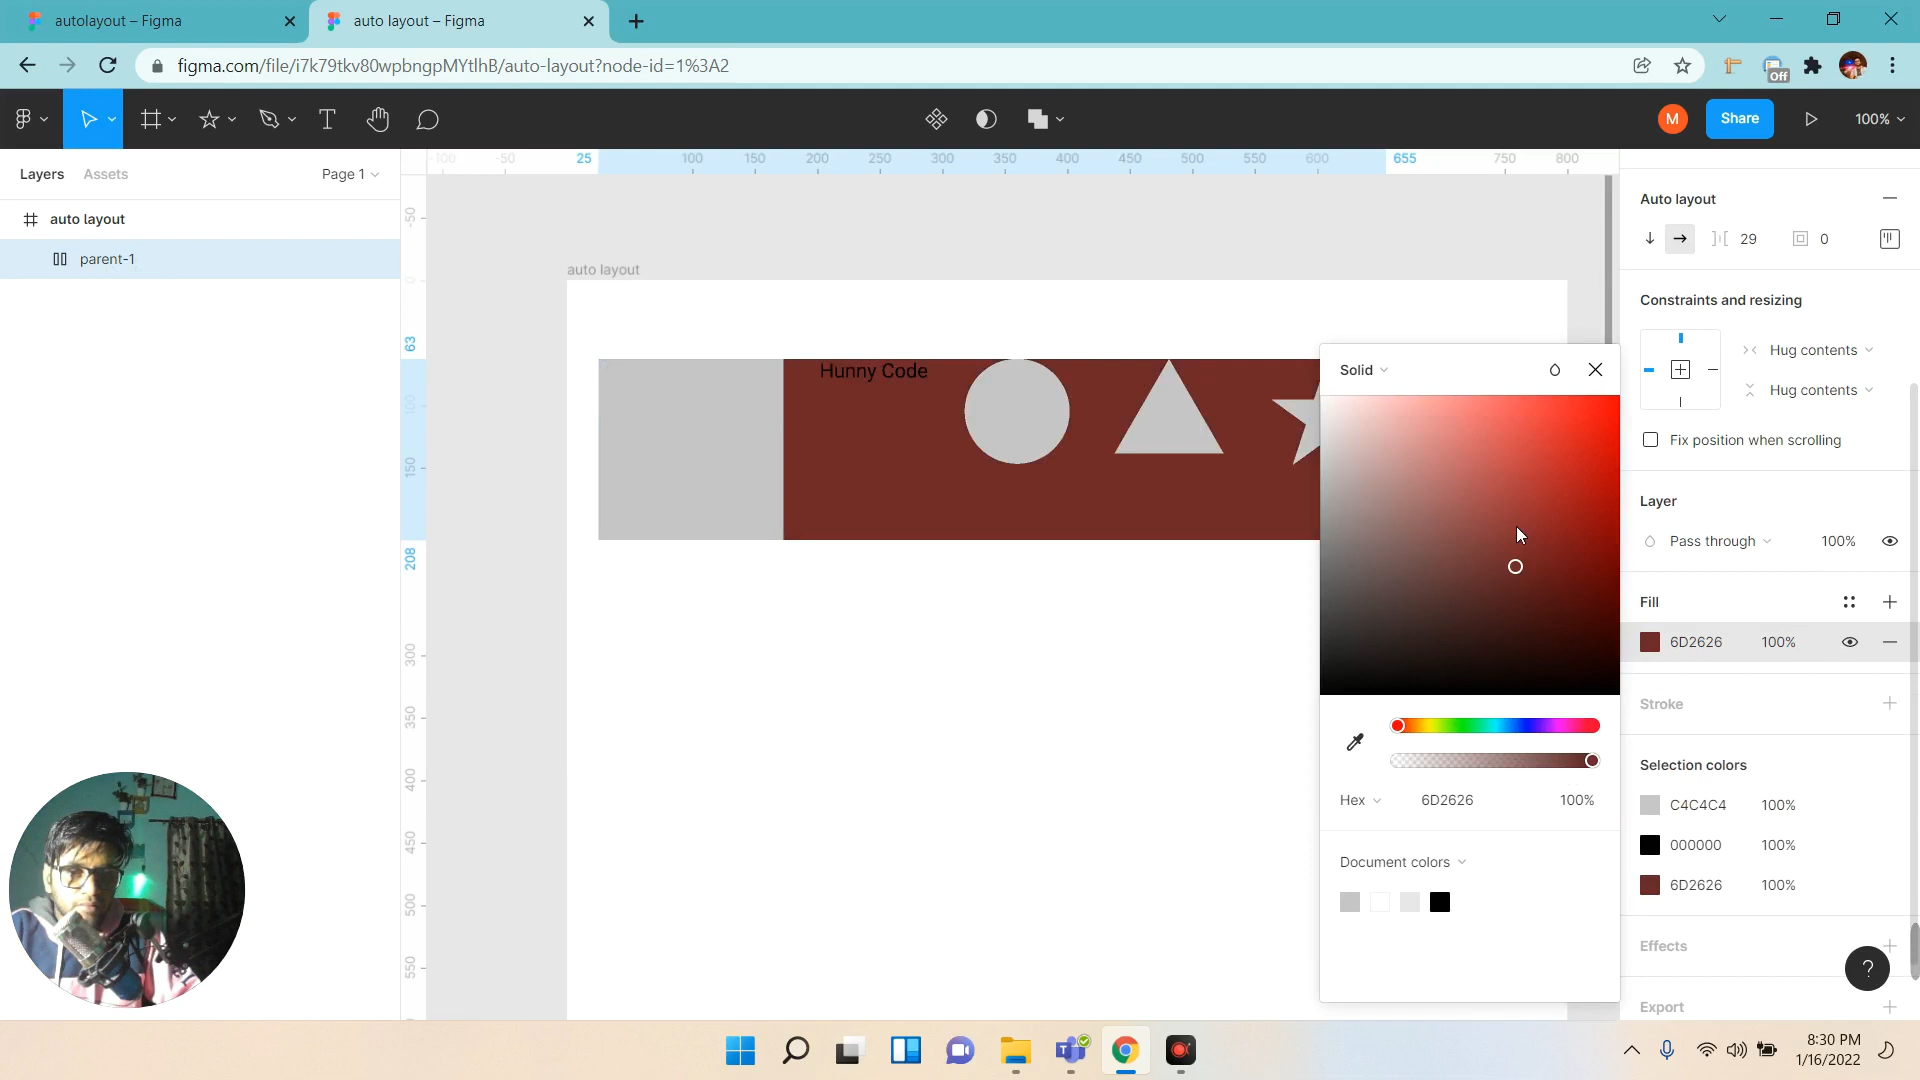 autolayout – Figma
auto layout – Figma
figma.com/file/i7k79tkv80wpbngpMYtlhB/auto-layout?node-id=1%3A2
Off
M
Share
100%
Layers
Assets
Page 1
auto layout
parent-1
-100 -50 25 100 150 200 250 300 350 400 450 500 550 600 655 750 800
-50
0
63
100
150
208
300
350
400
450
500
550
auto layout
Hunny Code
Solid
Hex
6D2626
100%
Document colors
Auto layout
29
0
Constraints and resizing
Hug contents
Hug contents
Fix position when scrolling
Layer
Pass through
100%
Fill
6D2626
100%
Stroke
Selection colors
C4C4C4 100%
000000 100%
6D2626 100%
Effects
?
Export
8:30 PM
1/16/2022